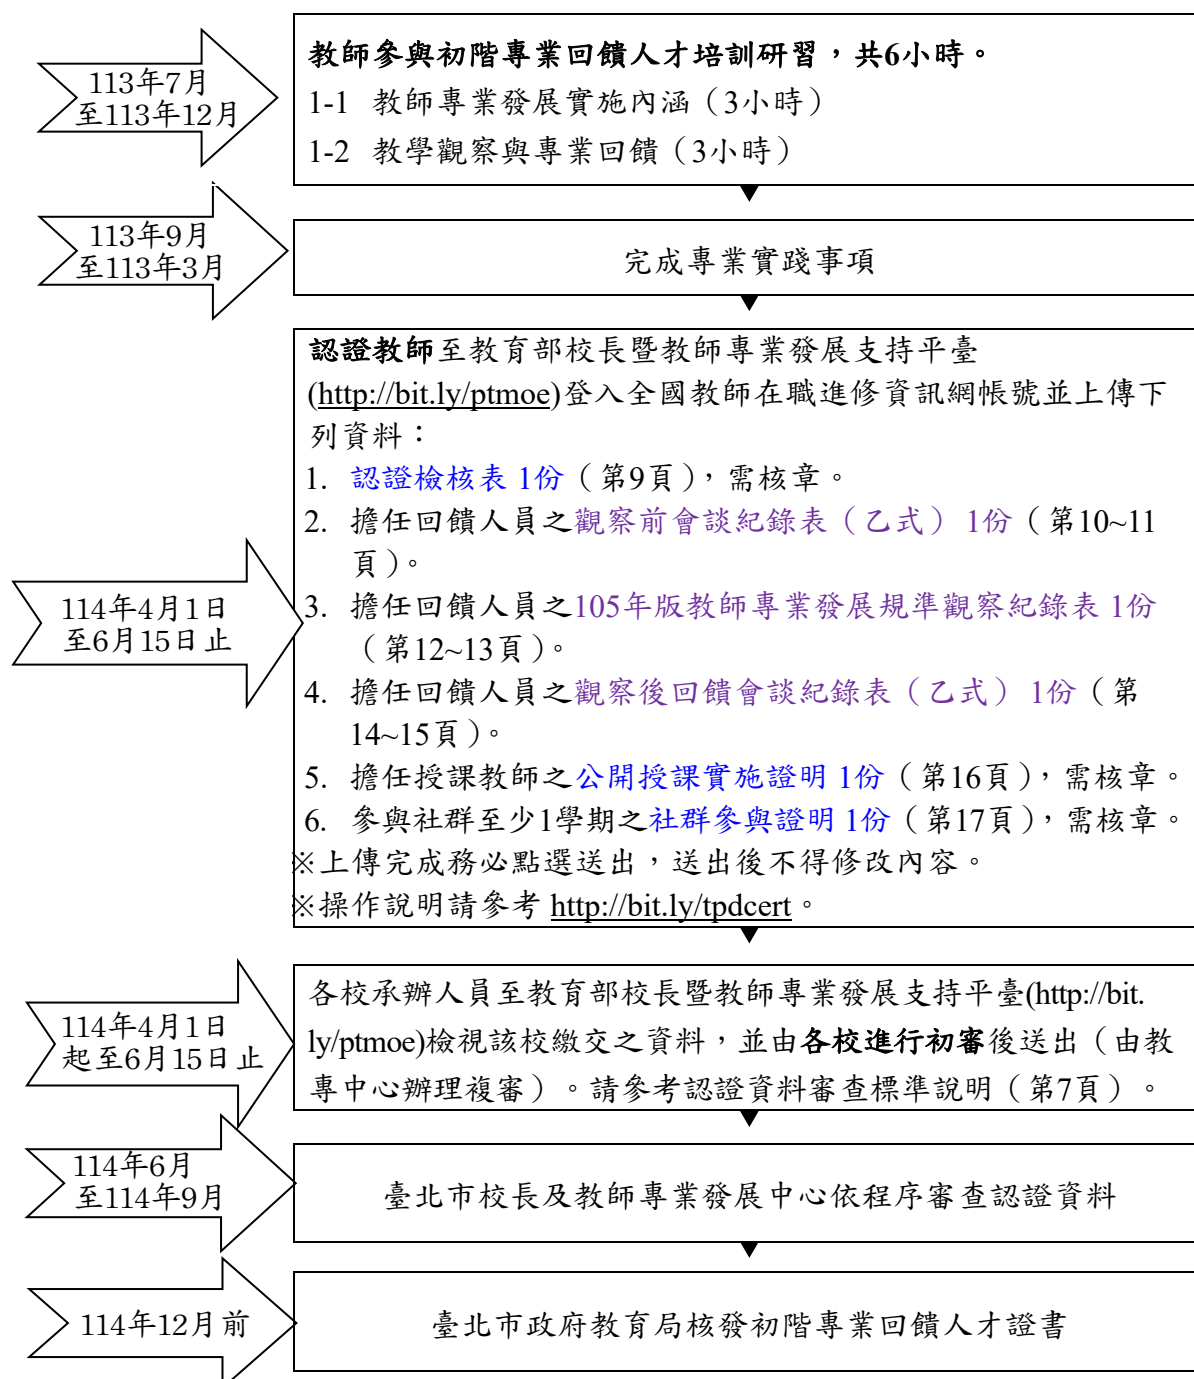 113年7月
至113年12月
教師參與初階專業回饋人才培訓研習，共6小時。
1-1 教師專業發展實施內涵（3小時）
1-2 教學觀察與專業回饋（3小時）
113年9月
至113年3月
完成專業實踐事項
114年4月1日
至6月15日止
認證教師至教育部校長暨教師專業發展支持平臺
(http://bit.ly/ptmoe)登入全國教師在職進修資訊網帳號並上傳下
列資料：
1. 認證檢核表 1份（第9頁），需核章。
2. 擔任回饋人員之觀察前會談紀錄表（乙式） 1份（第10~11
頁）。
3. 擔任回饋人員之105年版教師專業發展規準觀察紀錄表 1份
（第12~13頁）。
4. 擔任回饋人員之觀察後回饋會談紀錄表（乙式） 1份（第
14~15頁）。
5. 擔任授課教師之公開授課實施證明 1份（第16頁），需核章。
6. 參與社群至少1學期之社群參與證明 1份（第17頁），需核章。
※上傳完成務必點選送出，送出後不得修改內容。
※操作說明請參考 http://bit.ly/tpdcert。
114年4月1日
起至6月15日止
各校承辦人員至教育部校長暨教師專業發展支持平臺(http://bit.
ly/ptmoe)檢視該校繳交之資料，並由各校進行初審後送出（由教
專中心辦理複審）。請參考認證資料審查標準說明（第7頁）。
114年6月
至114年9月
臺北市校長及教師專業發展中心依程序審查認證資料
114年12月前
臺北市政府教育局核發初階專業回饋人才證書